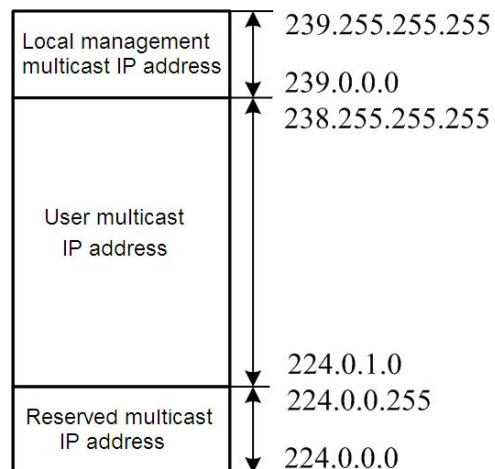 Local management
multicast IP address
239.255.255.255
239.0.0.0
238.255.255.255
User multicast
IP address
224.0.1.0
224.0.0.255
Reserved multicast
IP address
224.0.0.0